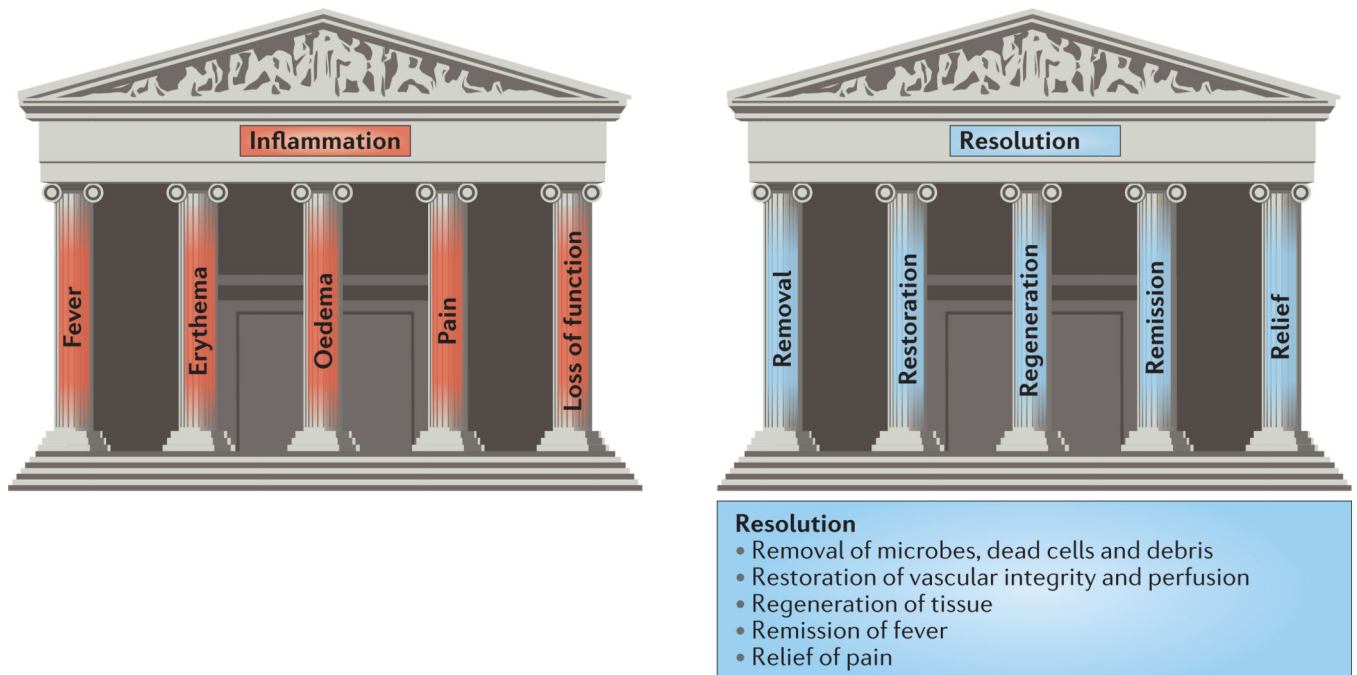 Inflammation
Fever
Erythema
Oedema
Pain
Loss of function
Resolution
Removal
Restoration
Regeneration
Remission
Relief
Resolution
• Removal of microbes, dead cells and debris
• Restoration of vascular integrity and perfusion
• Regeneration of tissue
• Remission of fever
• Relief of pain